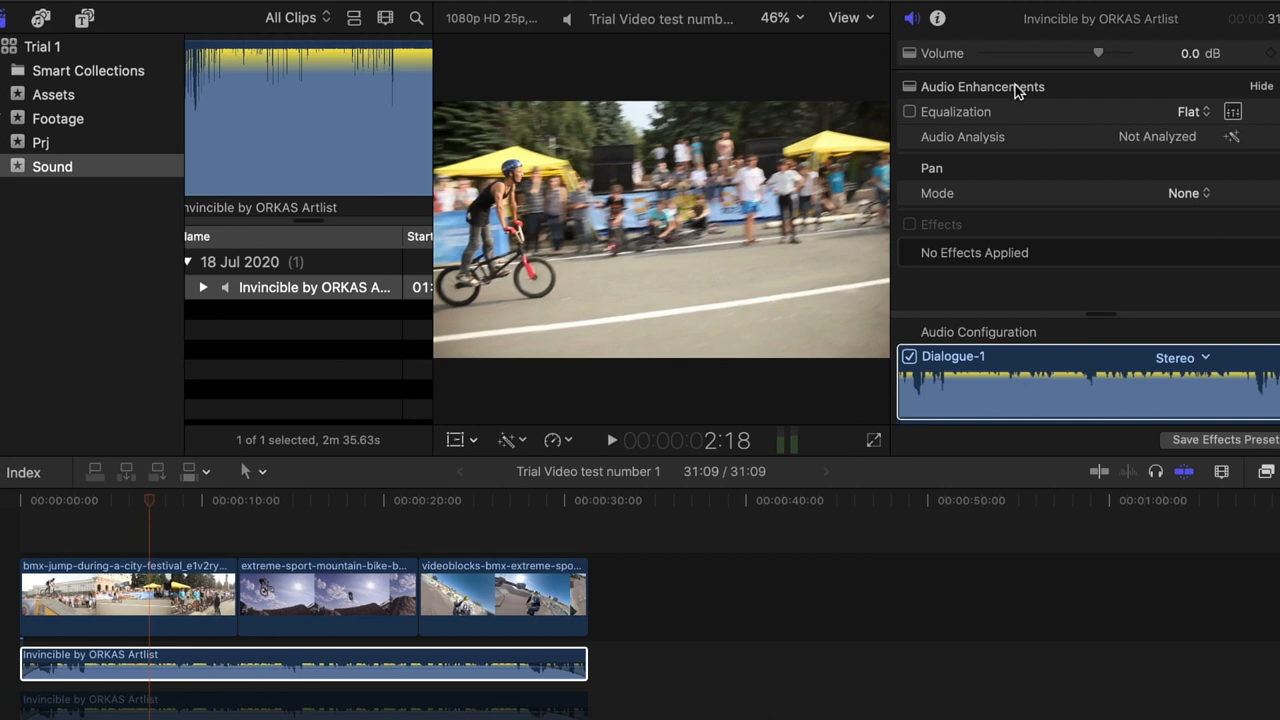 All Clips
1080p HD 25p,...
Trial Video test numb...
46%
View
Invincible by ORKAS Artlist
00:00:31
Trial 1
Smart Collections
Assets
Footage
Prj
Sound
nvincible by ORKAS Artlist
ame
Start
18 Jul 2020 (1)
Invincible by ORKAS A...
01:
1 of 1 selected, 2m 35.63s
00:00:02:18
Volume
0.0 dB
Audio Enhancements
Hide
Equalization
Flat
Audio Analysis
Not Analyzed
Pan
Mode
None
Effects
No Effects Applied
Audio Configuration
Dialogue-1
Stereo
Save Effects Preset
Index
Trial Video test number 1
31:09 / 31:09
00:00:00:00
00:00:10:00
00:00:20:00
00:00:30:00
00:00:40:00
00:00:50:00
00:01:00:00
bmx-jump-during-a-city-festival_e1v2ry...
extreme-sport-mountain-bike-b...
videoblocks-bmx-extreme-spo...
Invincible by ORKAS Artlist
Invincible by ORKAS Artlist